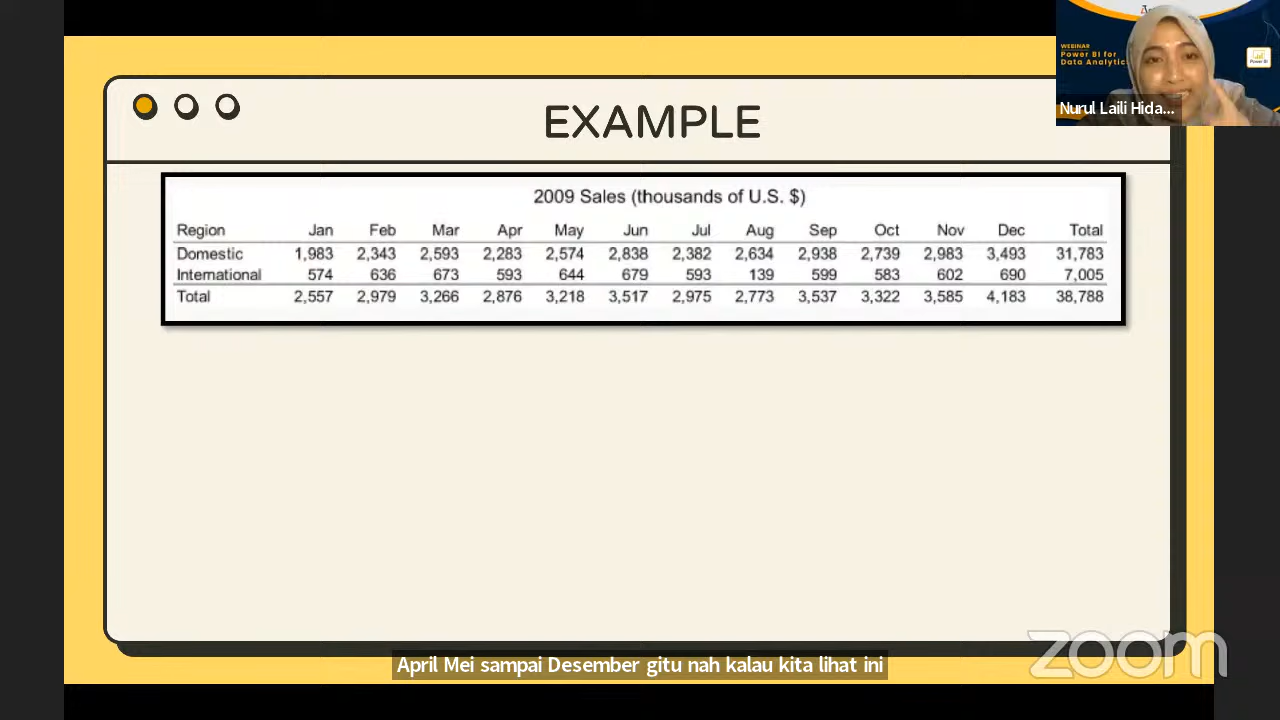 WEBINAR
Power BI for
Data Analytics
Power BI
Nurul Laili Hida...
EXAMPLE
2009 Sales (thousands of U.S. $)
Region Jan Feb Mar Apr May Jun Jul Aug Sep Oct Nov Dec Total
Domestic 1,983 2,343 2,593 2,283 2,574 2,838 2,382 2,634 2,938 2,739 2,983 3,493 31,783
International 574 636 673 593 644 679 593 139 599 583 602 690 7,005
Total 2,557 2,979 3,266 2,876 3,218 3,517 2,975 2,773 3,537 3,322 3,585 4,183 38,788
April Mei sampai Desember gitu nah kalau kita lihat ini
zoom